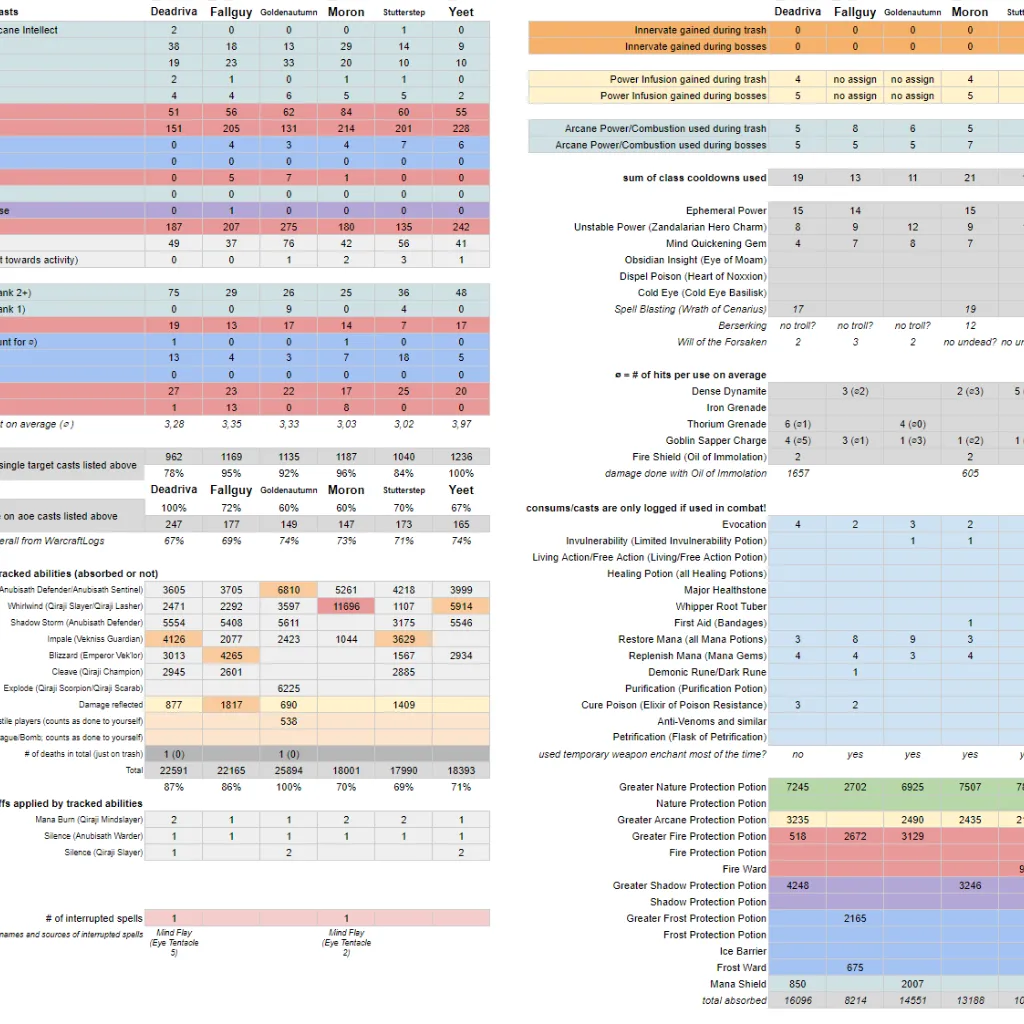 asts Deadriva Fallguy Goldenautumn Moron Stutterstep Yeet
cane Intellect 2 0 0 0 1 0
38 18 13 29 14 9
19 23 33 20 10 10
2 1 0 1 1 0
4 4 6 5 5 2
51 56 62 84 60 55
151 205 131 214 201 228
0 4 3 4 7 6
0 0 0 0 0 0
0 5 7 1 0 0
0 0 0 0 0 0
se 0 1 0 0 0 0
187 207 275 180 135 242
49 37 76 42 56 41
t towards activity) 0 0 1 2 3 1
ank 2+) 75 29 26 25 36 48
ank 1) 0 0 9 0 4 0
19 13 17 14 7 17
unt for ⌀) 1 0 0 1 0 0
13 4 3 7 18 5
0 0 0 0 0 0
27 23 22 17 25 20
1 13 0 8 0 0
t on average (⌀) 3,28 3,35 3,33 3,03 3,02 3,97
single target casts listed above 962 1169 1135 1187 1040 1236
78% 95% 92% 96% 84% 100%
Deadriva Fallguy Goldenautumn Moron Stutterstep Yeet
100% 72% 60% 60% 70% 67%
e on aoe casts listed above 247 177 149 147 173 165
erall from WarcraftLogs 67% 69% 74% 73% 71% 74%
racked abilities (absorbed or not)
Anubisath Defender/Anubisath Sentinel) 3605 3705 6810 5261 4218 3999
Whirlwind (Qiraji Slayer/Qiraji Lasher) 2471 2292 3597 11696 1107 5914
Shadow Storm (Anubisath Defender) 5554 5408 5611 3175 5546
Impale (Vekniss Guardian) 4126 2077 2423 1044 3629
Blizzard (Emperor Vek'lor) 3013 4265 1567 2934
Cleave (Qiraji Champion) 2945 2601 2885
Explode (Qiraji Scorpion/Qiraji Scarab) 6225
Damage reflected 877 1817 690 1409
stile players (counts as done to yourself) 538
ague/Bomb; counts as done to yourself)
# of deaths in total (just on trash) 1 (0) 1 (0)
Total 22591 22165 25894 18001 17990 18393
87% 86% 100% 70% 69% 71%
ffs applied by tracked abilities
Mana Burn (Qiraji Mindslayer) 2 1 1 2 2 1
Silence (Anubisath Warder) 1 1 1 1 1 1
Silence (Qiraji Slayer) 1 2 2
# of interrupted spells 1 1
names and sources of interrupted spells Mind Flay (Eye Tentacle 5) Mind Flay (Eye Tentacle 2)
Deadriva Fallguy Goldenautumn Moron Stutt
Innervate gained during trash 0 0 0 0
Innervate gained during bosses 0 0 0 0
Power Infusion gained during trash 4 no assign no assign 4
Power Infusion gained during bosses 5 no assign no assign 5
Arcane Power/Combustion used during trash 5 8 6 5
Arcane Power/Combustion used during bosses 5 5 5 7
sum of class cooldowns used 19 13 11 21
Ephemeral Power 15 14 15
Unstable Power (Zandalarian Hero Charm) 8 9 12 9
Mind Quickening Gem 4 7 8 7
Obsidian Insight (Eye of Moam)
Dispel Poison (Heart of Noxxion)
Cold Eye (Cold Eye Basilisk)
Spell Blasting (Wrath of Cenarius) 17 19
Berserking no troll? no troll? no troll? 12
Will of the Forsaken 2 3 2 no undead? no un
⌀ = # of hits per use on average
Dense Dynamite 3 (⌀2) 2 (⌀3) 5
Iron Grenade
Thorium Grenade 6 (⌀1) 4 (⌀0)
Goblin Sapper Charge 4 (⌀5) 3 (⌀1) 1 (⌀3) 1 (⌀2) 1
Fire Shield (Oil of Immolation) 2 2
damage done with Oil of Immolation 1657 605
consums/casts are only logged if used in combat!
Evocation 4 2 3 2
Invulnerability (Limited Invulnerability Potion) 1 1
Living Action/Free Action (Living/Free Action Potion)
Healing Potion (all Healing Potions)
Major Healthstone
Whipper Root Tuber
First Aid (Bandages) 1
Restore Mana (all Mana Potions) 3 8 9 3
Replenish Mana (Mana Gems) 4 4 3 4
Demonic Rune/Dark Rune 1
Purification (Purification Potion)
Cure Poison (Elixir of Poison Resistance) 3 2
Anti-Venoms and similar
Petrification (Flask of Petrification)
used temporary weapon enchant most of the time? no yes yes yes y
Greater Nature Protection Potion 7245 2702 6925 7507 78
Nature Protection Potion
Greater Arcane Protection Potion 3235 2490 2435 21
Greater Fire Protection Potion 518 2672 3129
Fire Protection Potion
Fire Ward 9
Greater Shadow Protection Potion 4248 3246
Shadow Protection Potion
Greater Frost Protection Potion 2165
Frost Protection Potion
Ice Barrier
Frost Ward 675
Mana Shield 850 2007
total absorbed 16096 8214 14551 13188 10